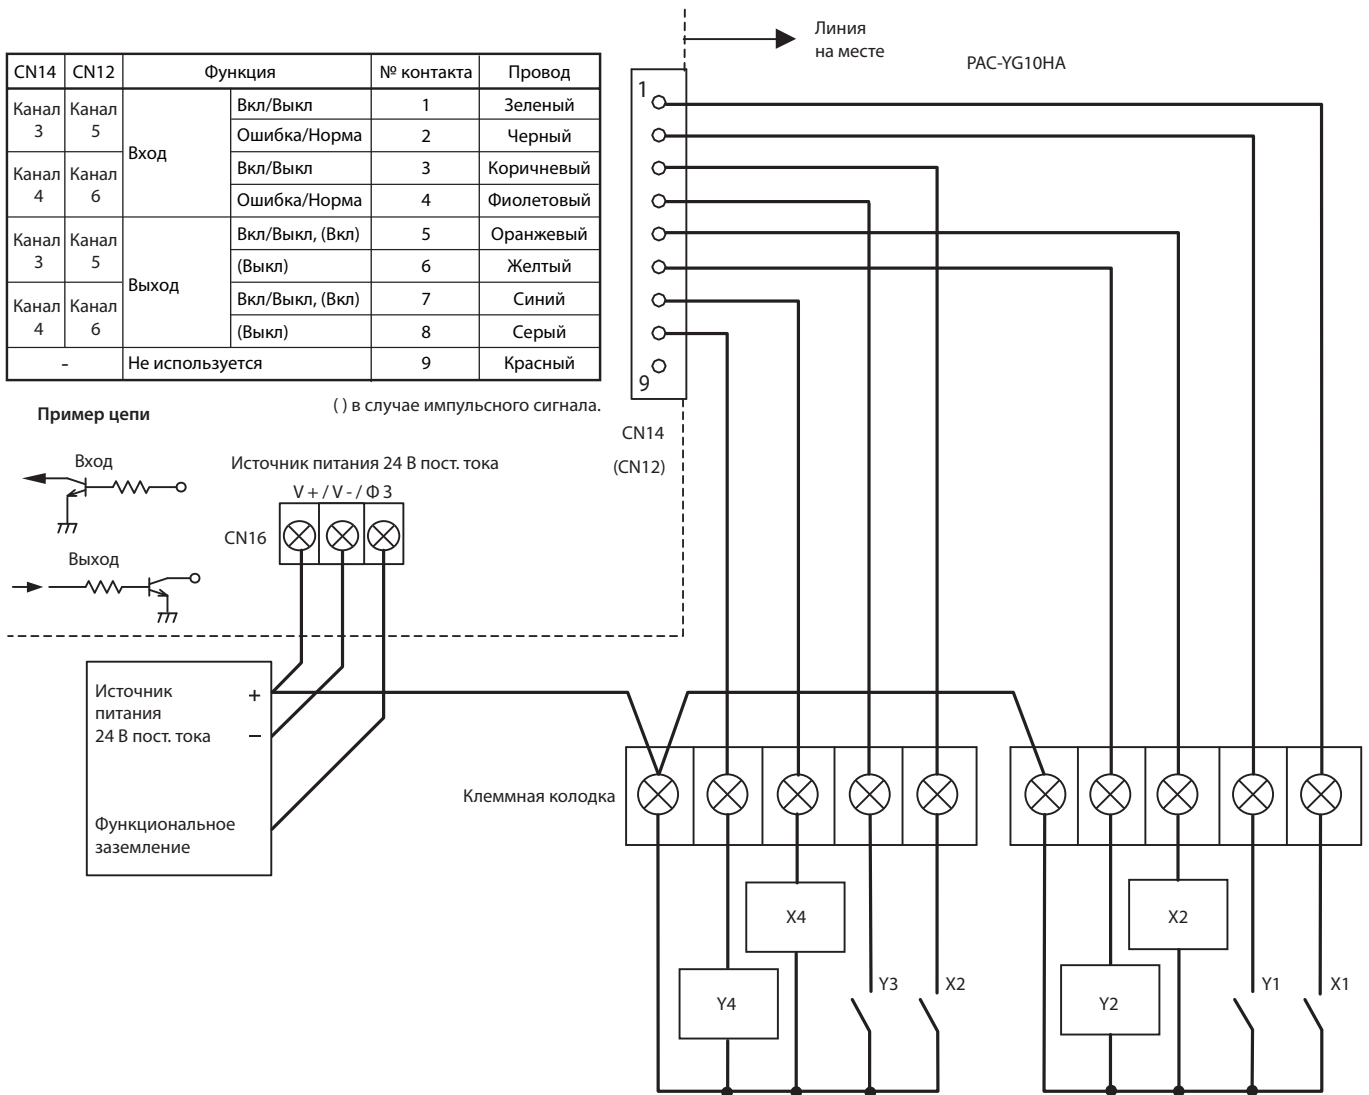 Линия
на месте
PAC-YG10HA
CN14 CN12 Функция № контакта Провод
Канал 3 Канал 5 Вход Вкл/Выкл 1 Зеленый
Ошибка/Норма 2 Черный
Канал 4 Канал 6 Вкл/Выкл 3 Коричневый
Ошибка/Норма 4 Фиолетовый
Канал 3 Канал 5 Выход Вкл/Выкл, (Вкл) 5 Оранжевый
(Выкл) 6 Желтый
Канал 4 Канал 6 Вкл/Выкл, (Вкл) 7 Синий
(Выкл) 8 Серый
- Не используется 9 Красный
( ) в случае импульсного сигнала.
1
9
CN14
(CN12)
Пример цепи
Вход
Выход
Источник питания 24 В пост. тока
V + / V - / Ф З
CN16
Источник
питания
24 В пост. тока
+
–
Функциональное
заземление
Клеммная колодка
X4
Y4
Y3
X2
X2
Y2
Y1
X1